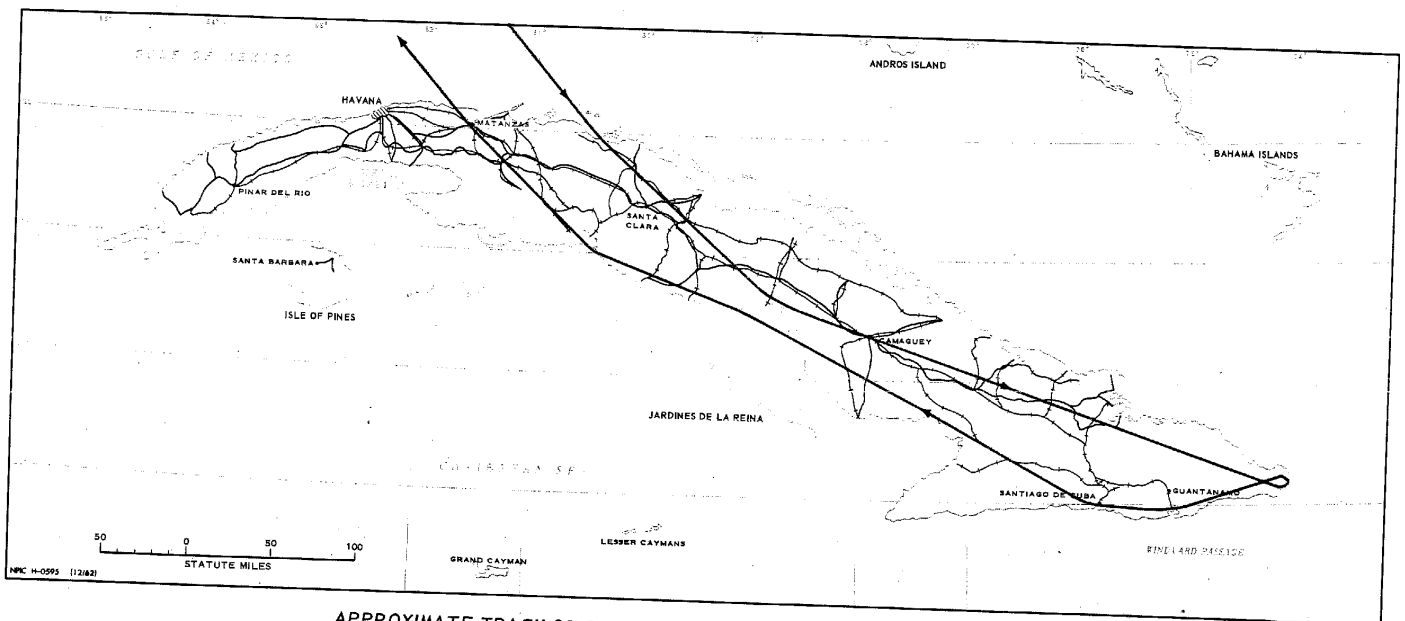 GULF OF MEXICO
ANDROS ISLAND
HAVANA
MATANZAS
BAHAMA ISLANDS
PINAR DEL RIO
SANTA
CLARA
SANTA BARBARA
ISLE OF PINES
CAMAGUEY
JARDINES DE LA REINA
CARIBBEAN SEA
SANTIAGO DE CUBA
GUANTANAMO
WINDWARD PASSAGE
LESSER CAYMANS
GRAND CAYMAN
50 0 50 100
STATUTE MILES
NPIC H-0595 (12/62)